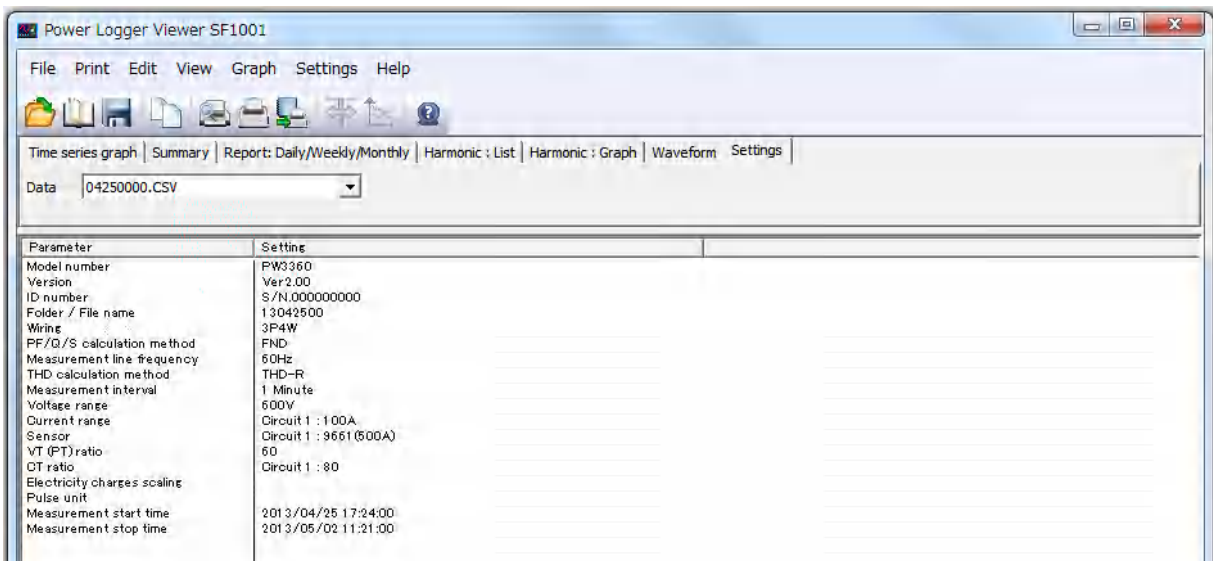 Power Logger Viewer SF1001
File Print Edit View Graph Settings Help
Time series graph Summary Report: Daily/Weekly/Monthly Harmonic : List Harmonic : Graph Waveform Settings
Data 04250000.CSV
Parameter Setting
Model number PW3360
Version Ver2.00
ID number S/N.000000000
Folder / File name 13042500
Wiring 3P4W
PF/Q/S calculation method FND
Measurement line frequency 60Hz
THD calculation method THD-R
Measurement interval 1 Minute
Voltage range 600V
Current range Circuit 1 : 100A
Sensor Circuit 1 : 9661(500A)
VT (PT) ratio 60
CT ratio Circuit 1 : 80
Electricity charges scaling
Pulse unit
Measurement start time 2013/04/25 17:24:00
Measurement stop time 2013/05/02 11:21:00